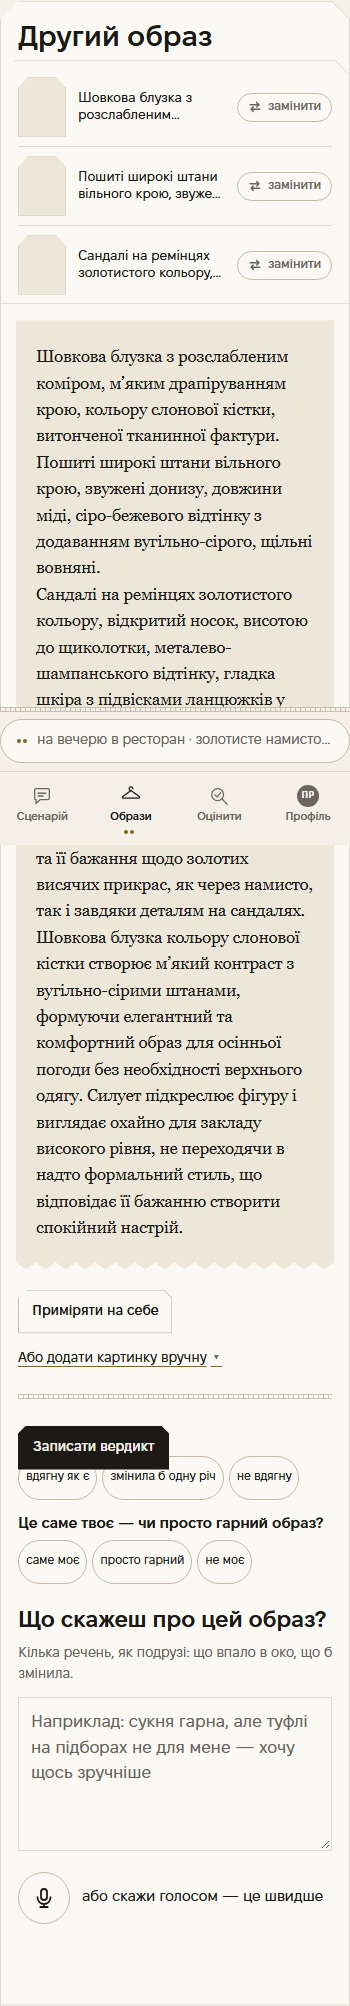 Другий образ
Шовкова блузка з
розслабленим...
замінити
Пошиті широкі штани
вільного крою, звуже...
замінити
Сандалі на ремінцях
золотистого кольору,...
замінити
Шовкова блузка з розслабленим
коміром, м’яким драпіруванням
крою, кольору слонової кістки,
витонченої тканинної фактури.
Пошиті широкі штани вільного
крою, звужені донизу, довжини
міді, сіро-бежевого відтінку з
додаванням вугільно-сірого, щільні
вовняні.
Сандалі на ремінцях золотистого
кольору, відкритий носок, висотою
до щиколотки, металево-
шампанського відтінку, гладка
шкіра з підвісками ланцюжків у
на вечерю в ресторан · золотисте намисто...
Сценарій
Образи
Оцінити
ПР
Профіль
та її бажання щодо золотих
висячих прикрас, як через намисто,
так і завдяки деталям на сандалях.
Шовкова блузка кольору слонової
кістки створює м’який контраст з
вугільно-сірими штанами,
формуючи елегантний та
комфортний образ для осінньої
погоди без необхідності верхнього
одягу. Силует підкреслює фігуру і
виглядає охайно для закладу
високого рівня, не переходячи в
надто формальний стиль, що
відповідає її бажанню створити
спокійний настрій.
Приміряти на себе
Або додати картинку вручну
Записати вердикт
вдягну як є
змінила б одну річ
не вдягну
Це саме твоє — чи просто гарний образ?
саме моє
просто гарний
не моє
Що скажеш про цей образ?
Кілька речень, як подрузі: що впало в око, що б
змінила.
Наприклад: сукня гарна, але туфлі
на підборах не для мене — хочу
щось зручніше
або скажи голосом — це швидше